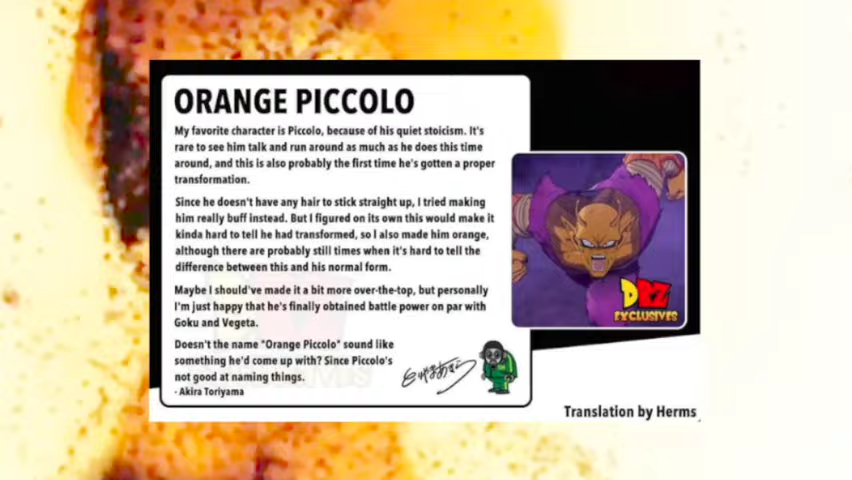 ORANGE PICCOLO
My favorite character is Piccolo, because of his quiet stoicism. It's
rare to see him talk and run around as much as he does this time
around, and this is also probably the first time he's gotten a proper
transformation.
Since he doesn't have any hair to stick straight up, I tried making
him really buff instead. But I figured on its own this would make it
kinda hard to tell he had transformed, so I also made him orange,
although there are probably still times when it's hard to tell the
difference between this and his normal form.
Maybe I should've made it a bit more over-the-top, but personally
I'm just happy that he's finally obtained battle power on par with
Goku and Vegeta.
Doesn't the name "Orange Piccolo" sound like
something he'd come up with? Since Piccolo's
not good at naming things.
- Akira Toriyama
とりやまあきら
DBZ
EXCLUSIVES
Translation by Herms